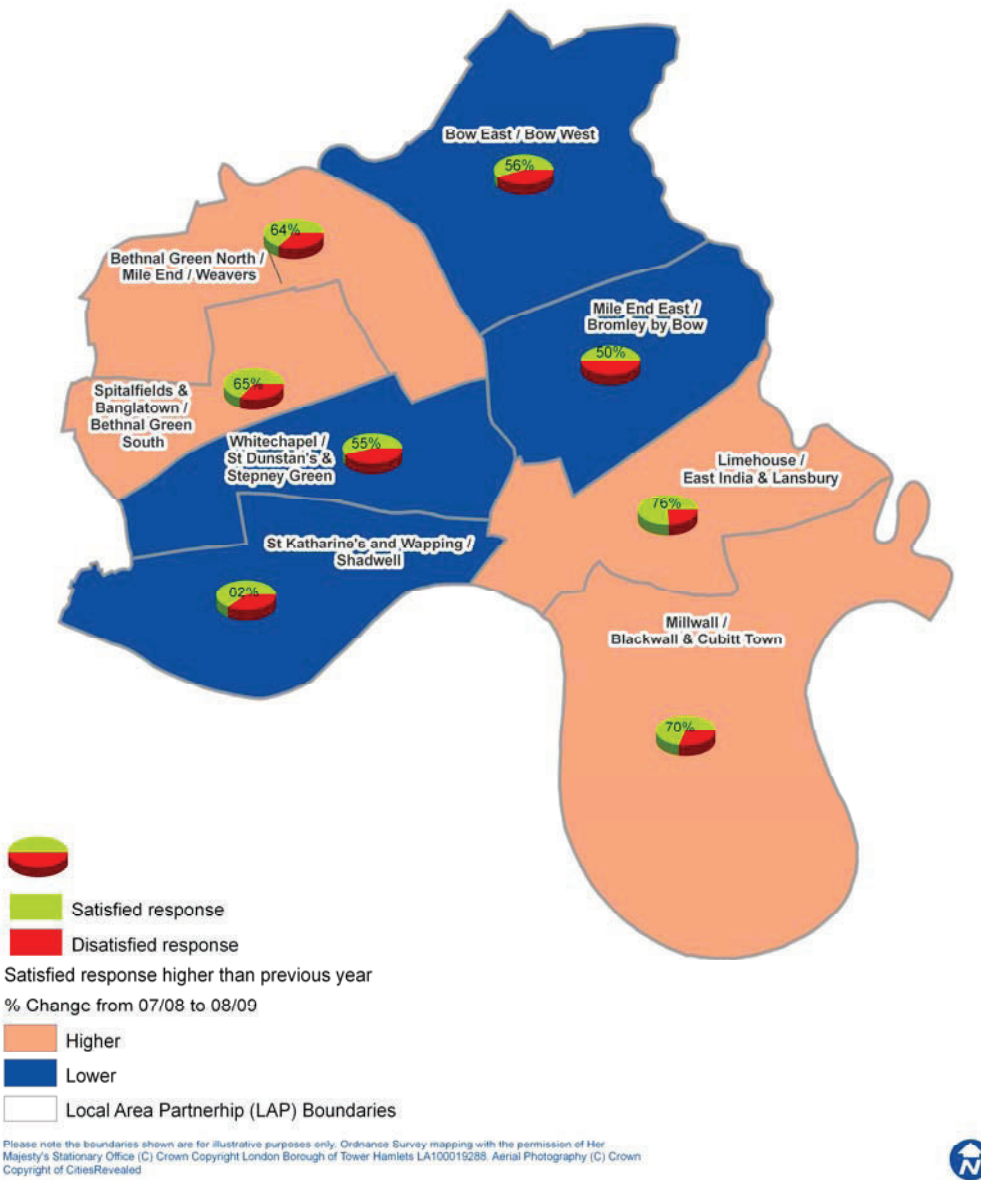 Bow East / Bow West
56%
64%
Bethnal Green North /
Mile End / Weavers
Mile End East /
Bromley by Bow
50%
65%
Spitalfields &
Banglatown /
Bethnal Green
South
55%
Whitechapel /
St Dunstan's &
Stepney Green
Limehouse /
East India & Lansbury
76%
St Katharine's and Wapping /
Shadwell
62%
Millwall /
Blackwall & Cubitt Town
70%
Satisfied response
Disatisfied response
Satisfied response higher than previous year
% Change from 07/08 to 08/09
Higher
Lower
Local Area Partnerhip (LAP) Boundaries
Please note the boundaries shown are for illustrative purposes only. Ordnance Survey mapping with the permission of Her
Majesty's Stationary Office (C) Crown Copyright London Borough of Tower Hamlets LA100019288. Aerial Photography (C) Crown
Copyright of CitiesRevealed
N